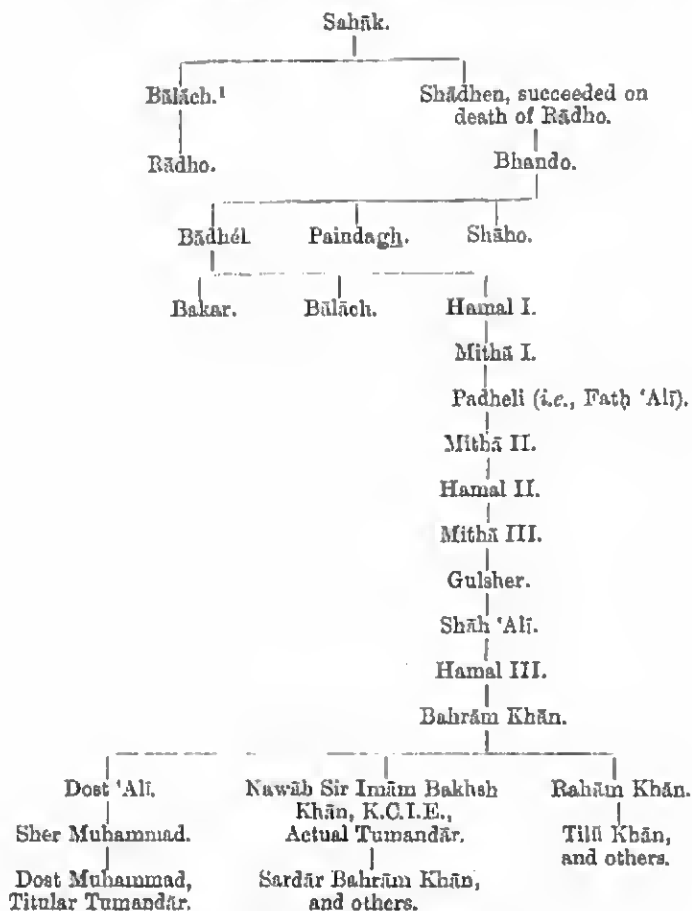 Sahāk.
Bālāch.¹ Shādhen, succeeded on
death of Rādho.
Rādho. Bhando.
Bādhél. Paindagh. Shāho.
Bakar. Bālāch. Hamal I.
Mithā I.
Padheli (i.e., Fatḥ ‘Alī).
Mithā II.
Hamal II.
Mithā III.
Gulsher.
Shāh ‘Alī.
Hamal III.
Bahrām Khān.
Dost ‘Alī. Nawāb Sir Imām Bakhsh Rahām Khān.
Khān, K.C.I.E.,
Sher Muhammad. Actual Tumandār. Tilū Khān,
and others.
Dost Muhammad, Sardār Bahrām Khān,
Titular Tumandār. and others.